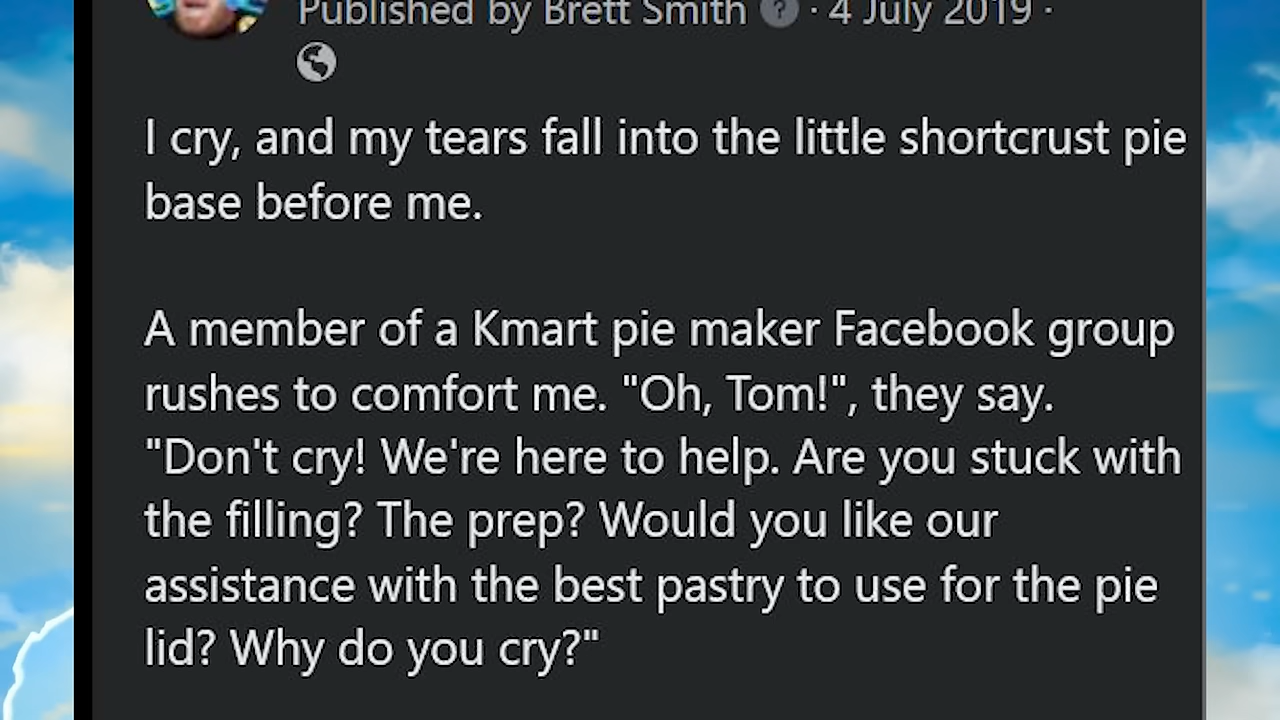 Published by Brett Smith ? · 4 July 2019 ·
I cry, and my tears fall into the little shortcrust pie
base before me.
A member of a Kmart pie maker Facebook group
rushes to comfort me. "Oh, Tom!", they say.
"Don't cry! We're here to help. Are you stuck with
the filling? The prep? Would you like our
assistance with the best pastry to use for the pie
lid? Why do you cry?"